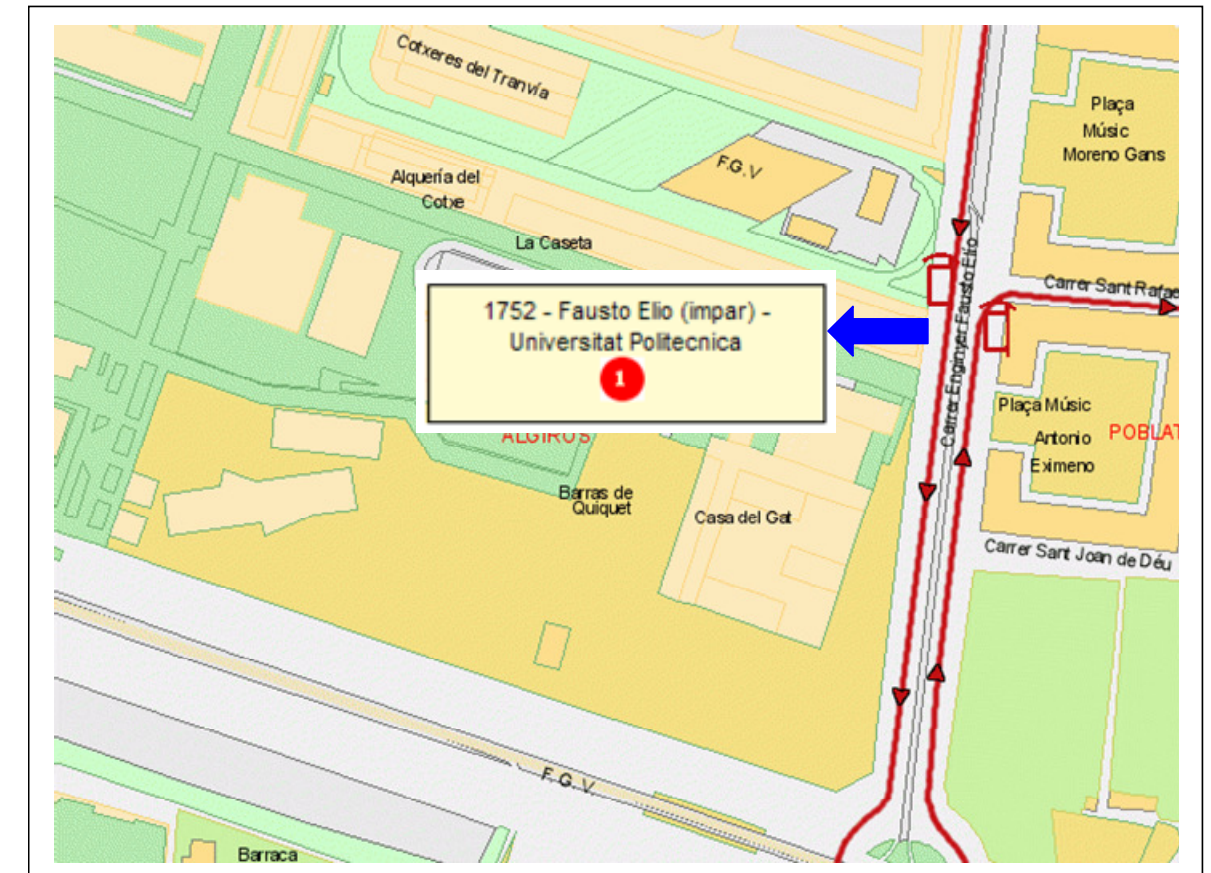 Cotxeres del Tranvía
Plaça
Músic
Moreno Gans
F.G.V
Alquería del
Cotxe
La Caseta
Carrer Sant Rafae
Carrer Enginyer Fausto Elio
1752 - Fausto Elio (impar) -
Universitat Politecnica
1
Plaça Músic
Antonio
Eximeno
POBLAT
ALGIROS
Barras de
Quiquet
Casa del Gat
Carrer Sant Joan de Déu
F.G.V
Barraca